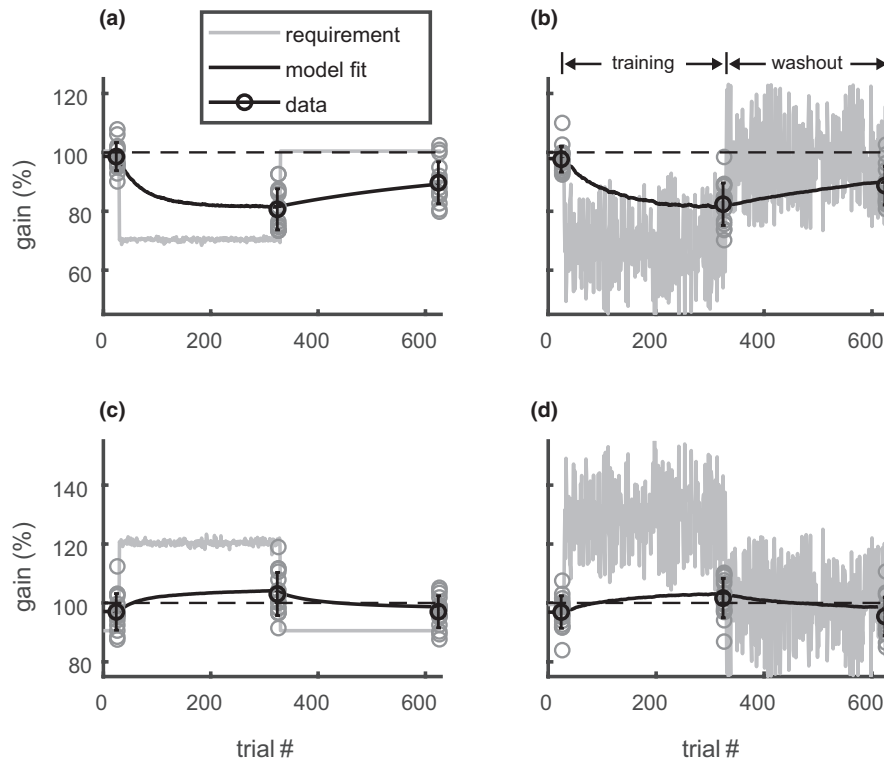 (a)
requirement
model fit
data
gain (%)
120
100
80
60
0
200
400
600
(b)
training
washout
0
200
400
600
(c)
gain (%)
140
120
100
80
0
200
400
600
trial #
(d)
0
200
400
600
trial #